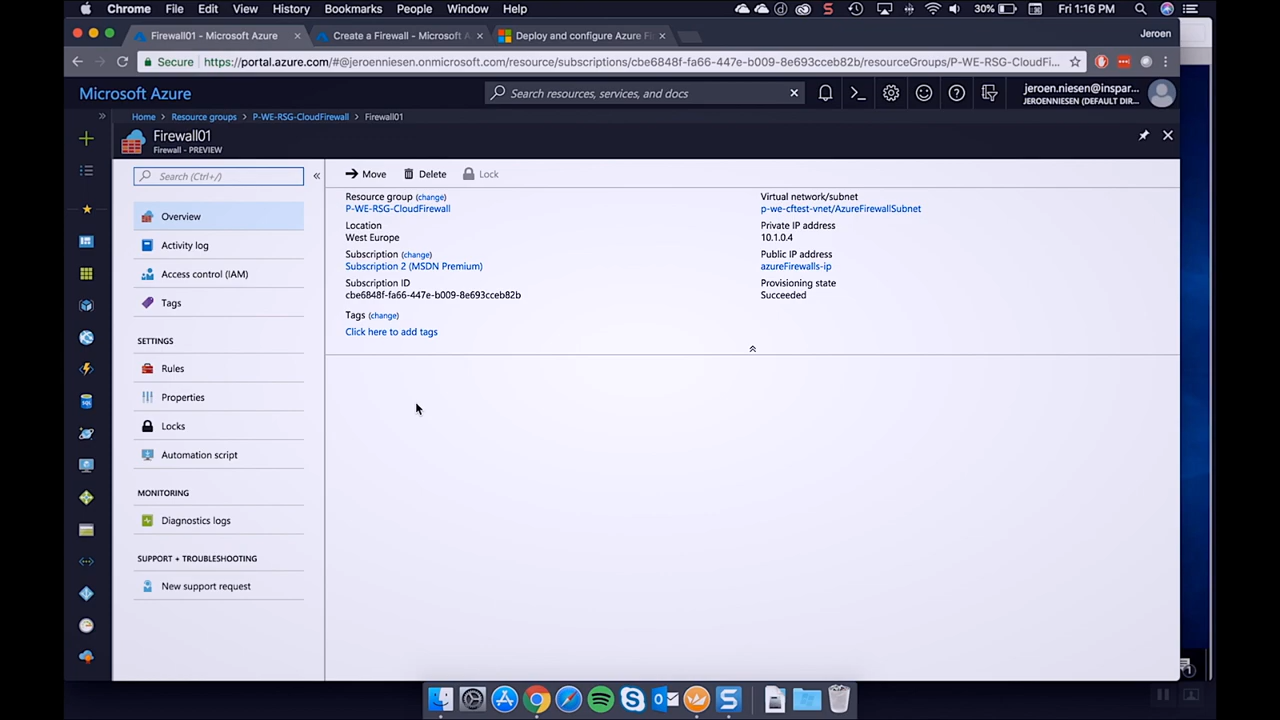 Chrome File Edit View History Bookmarks People Window Help 30% Fri 1:16 PM
Firewall01 - Microsoft Azure Create a Firewall - Microsoft A Deploy and configure Azure Fi Jeroen
Secure https://portal.azure.com/#@jeroenniesen.onmicrosoft.com/resource/subscriptions/cbe6848f-fa66-447e-b009-8e693cceb82b/resourceGroups/P-WE-RSG-CloudFi...
Microsoft Azure Search resources, services, and docs jeroen.niesen@inspar...
JEROENNIESEN (DEFAULT DIR...
Home > Resource groups > P-WE-RSG-CloudFirewall > Firewall01
Firewall01
Firewall - PREVIEW
Search (Ctrl+/)
Overview
Activity log
Access control (IAM)
Tags
SETTINGS
Rules
Properties
Locks
Automation script
MONITORING
Diagnostics logs
SUPPORT + TROUBLESHOOTING
New support request
Move Delete Lock
Resource group (change)
P-WE-RSG-CloudFirewall
Location
West Europe
Subscription (change)
Subscription 2 (MSDN Premium)
Subscription ID
cbe6848f-fa66-447e-b009-8e693cceb82b
Tags (change)
Click here to add tags
Virtual network/subnet
p-we-cftest-vnet/AzureFirewallSubnet
Private IP address
10.1.0.4
Public IP address
azureFirewalls-ip
Provisioning state
Succeeded